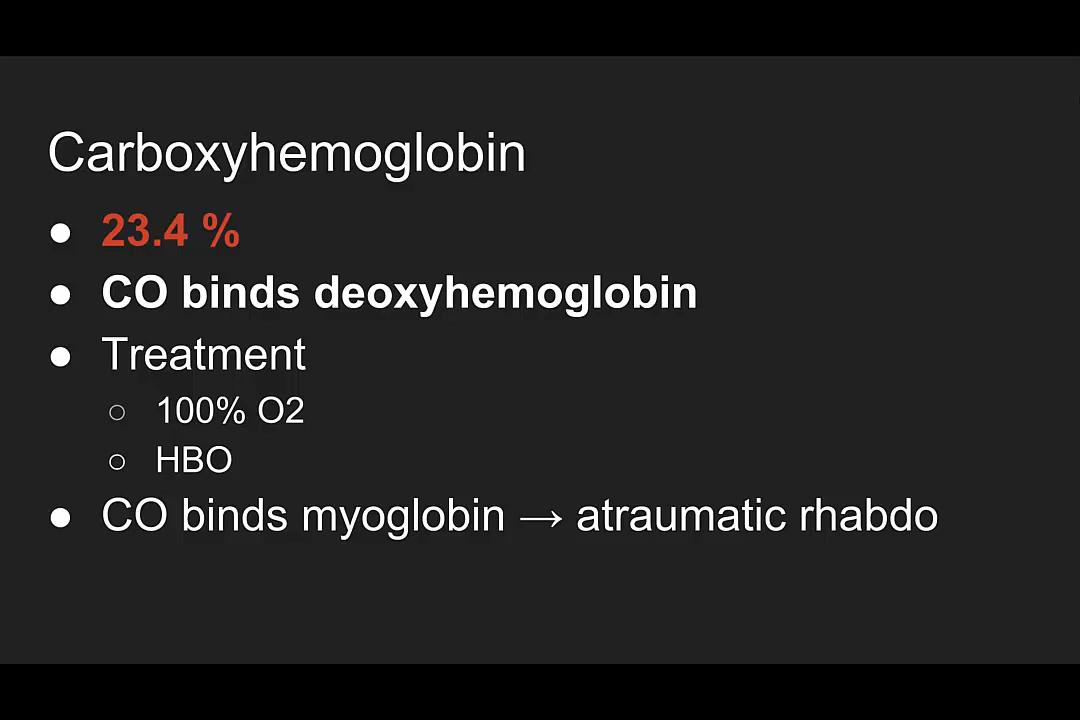 Carboxyhemoglobin
● 23.4 %
● CO binds deoxyhemoglobin
● Treatment
○ 100% O2
○ HBO
● CO binds myoglobin → atraumatic rhabdo